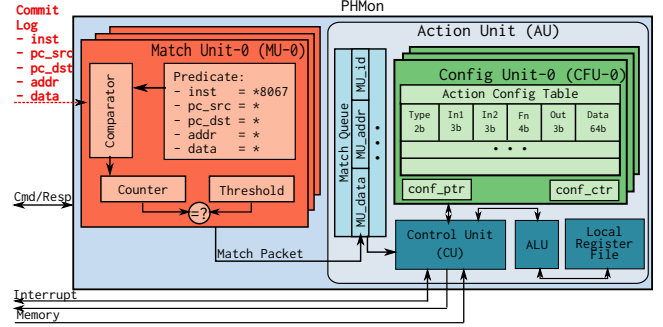 PHMon
Commit
Log
- inst
- pc_src
- pc_dst
- addr
- data
Match Unit-0 (MU-0)
Comparator
Predicate:
- inst = *8067
- pc_src = *
- pc_dst = *
- addr = *
- data = *
Counter
Threshold
=?
Cmd/Resp
Match Packet
Interrupt
Memory
Action Unit (AU)
Match Queue
MU_id
MU_addr
MU_data
• • •
Config Unit-0 (CFU-0)
Action Config Table
Type In1 In2 Fn Out Data
2b 3b 3b 4b 3b 64b
• • •
conf_ptr
conf_ctr
Control Unit
(CU)
ALU
Local
Register
File